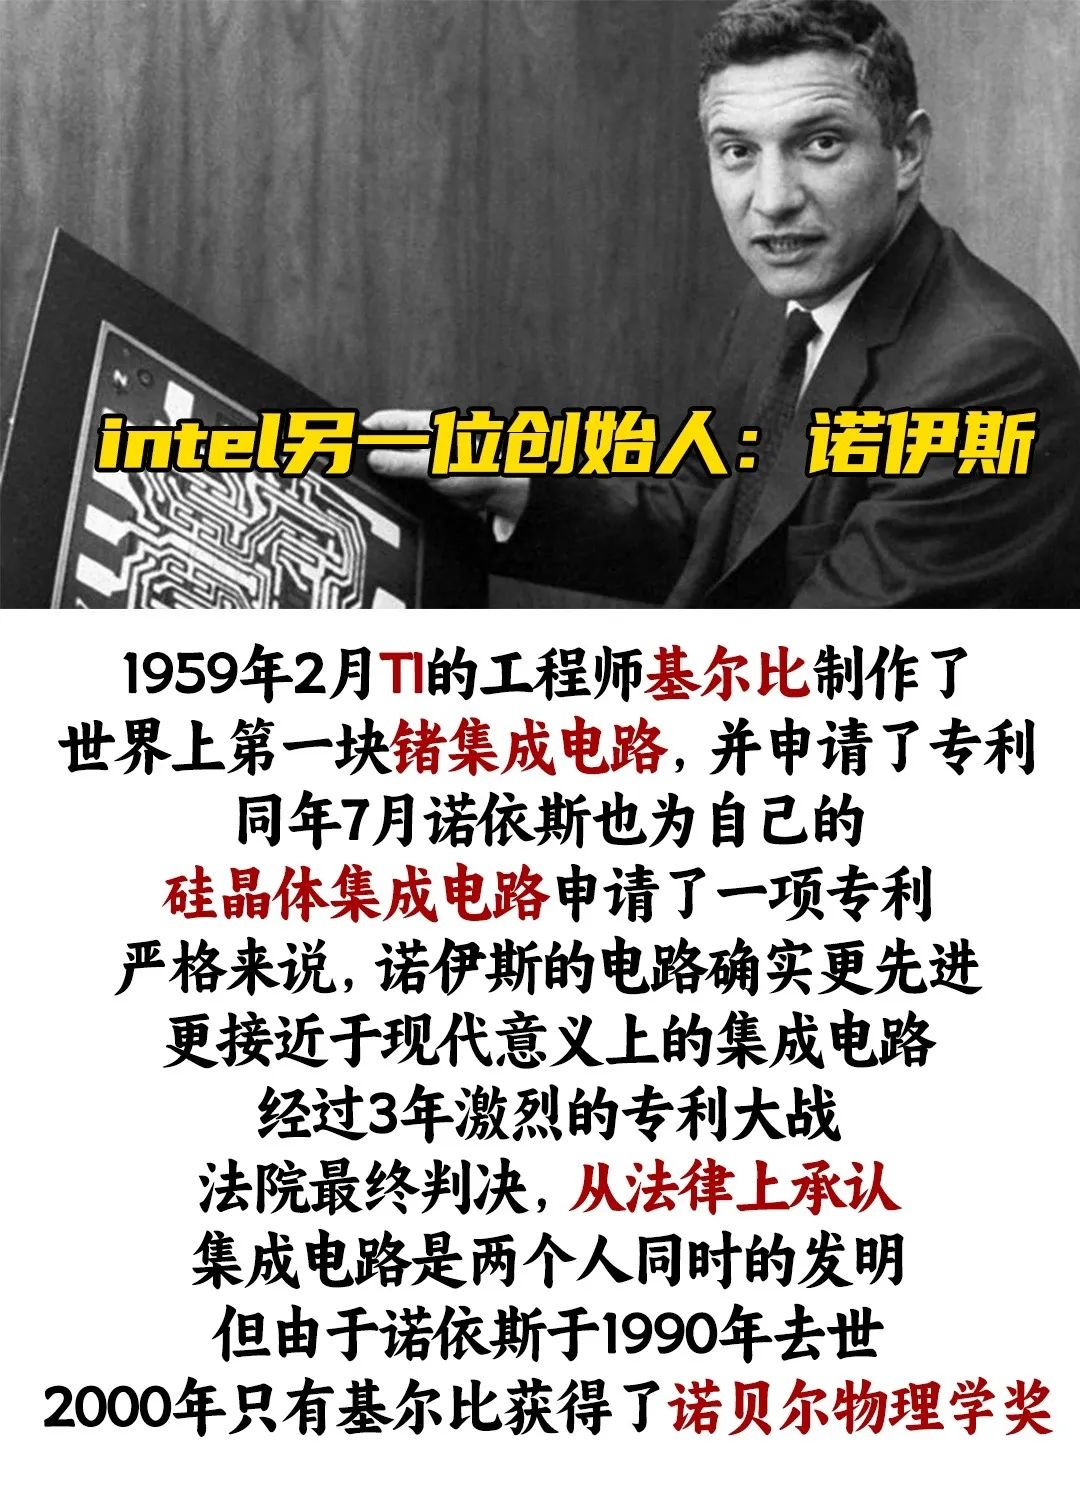 intel另一位创始人：诺伊斯
1959年2月TI的工程师基尔比制作了
世界上第一块锗集成电路，并申请了专利
同年7月诺依斯也为自己的
硅晶体集成电路申请了一项专利
严格来说，诺伊斯的电路确实更先进
更接近于现代意义上的集成电路
经过3年激烈的专利大战
法院最终判决，从法律上承认
集成电路是两个人同时的发明
但由于诺依斯于1990年去世
2000年只有基尔比获得了诺贝尔物理学奖